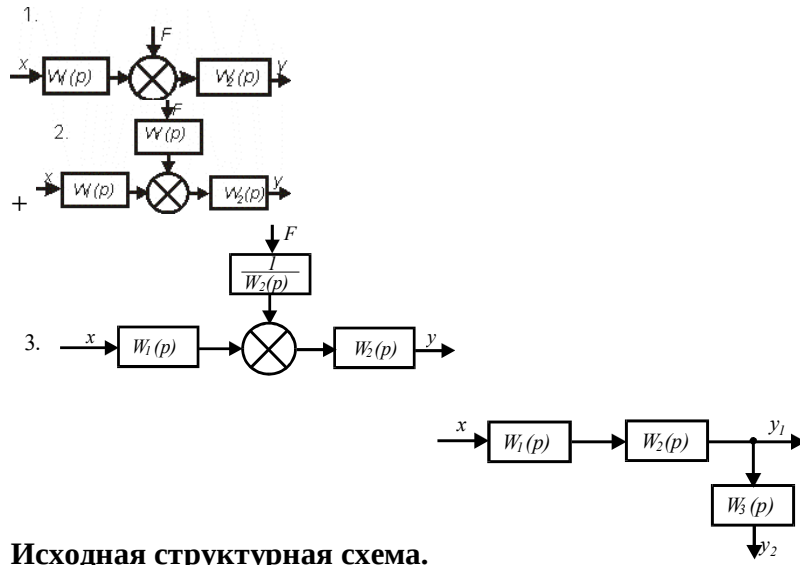 1.
F
x W₁(p) W₂(p) y
F
2. W₁(p)
x W₁(p) W₂(p) y
+
F
1
W₂(p)
3. x W₁(p) W₂(p) y
x W₁(p) W₂(p) y₁
W₃(p)
y₂
Исходная структурная схема.